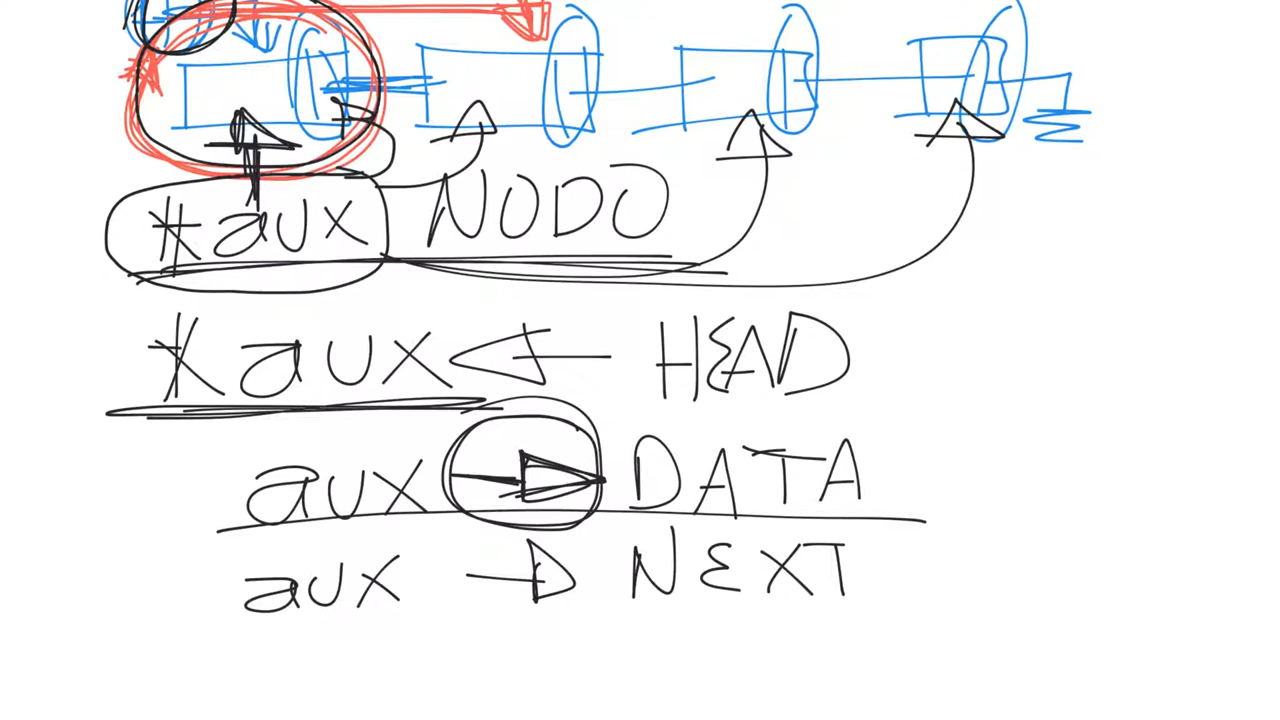 *aux NODO
*aux ← HEAD
aux → DATA
aux → NEXT